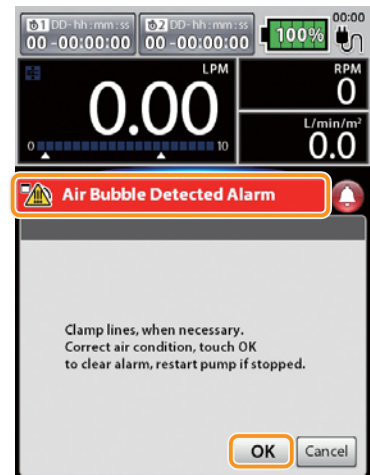 1 DD-hh:mm:ss 2 DD-hh:mm:ss 00:00
00-00:00:00 00-00:00:00 100%
LPM RPM
0.00 0
L/min/m²
0 10 0.0
Air Bubble Detected Alarm
Clamp lines, when necessary.
Correct air condition, touch OK
to clear alarm, restart pump if stopped.
OK Cancel